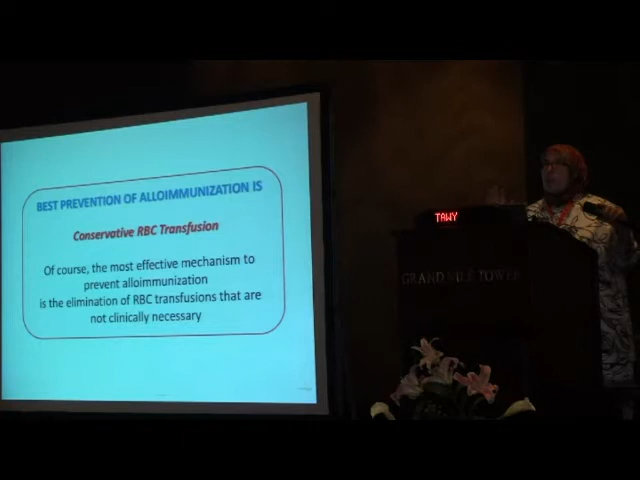 BEST PREVENTION OF ALLOIMMUNIZATION IS
Conservative RBC Transfusion
Of course, the most effective mechanism to
prevent alloimmunization
is the elimination of RBC transfusions that are
not clinically necessary
TAWY
GRAND NILE TOWER